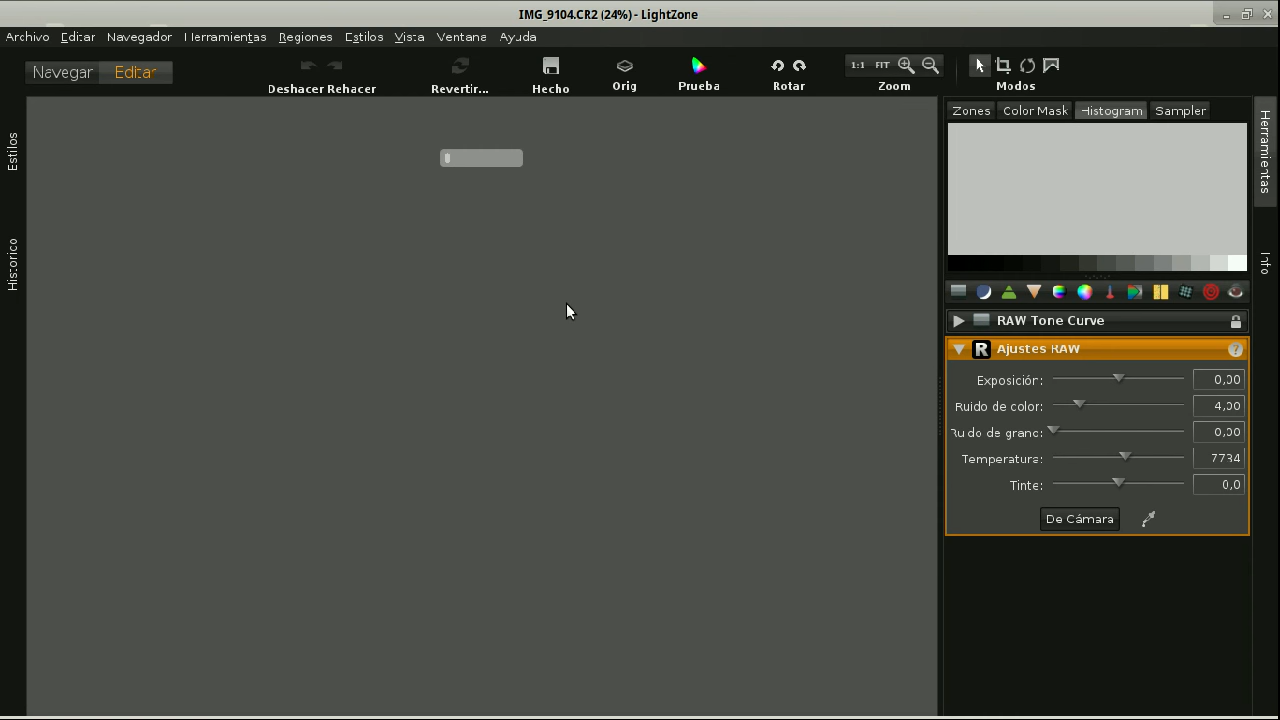 IMG_9104.CR2 (24%) - LightZone
Archivo Editar Navegador Herramientas Regiones Estilos Vista Ventana Ayuda
Navegar Editar
Deshacer Rehacer
Revertir...
Hecho
Orig
Prueba
Rotar
1:1 FIT
Zoom
Modos
Estilos
Historico
Zones Color Mask Histogram Sampler
Herramientas
Info
RAW Tone Curve
R Ajustes RAW ?
Exposición: 0,00
Ruido de color: 4,00
Ruido de grano: 0,00
Temperatura: 7734
Tinte: 0,0
De Cámara